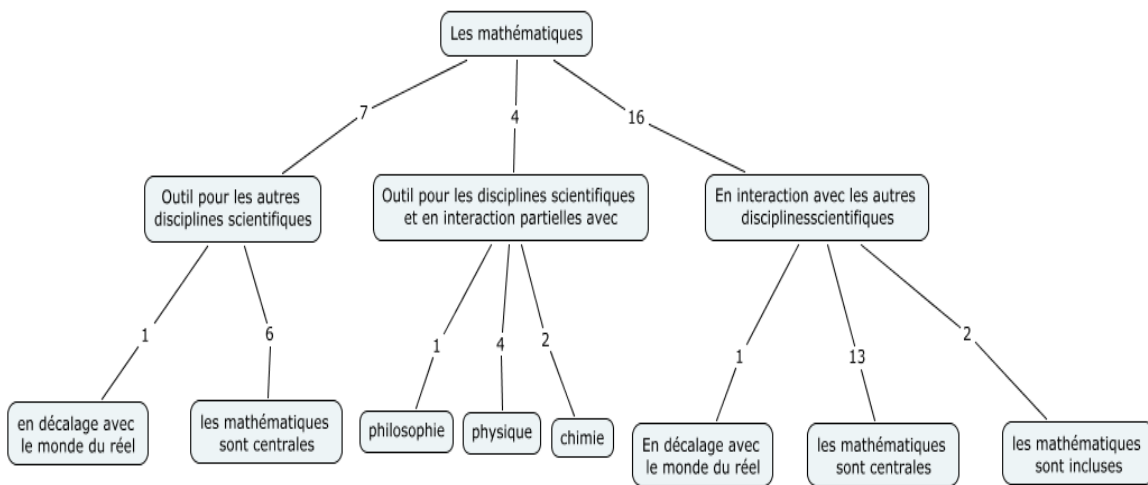 Les mathématiques
7
4
16
Outil pour les autres
disciplines scientifiques
Outil pour les disciplines scientifiques
et en interaction partielles avec
En interaction avec les autres
disciplinesscientifiques
1
6
1
4
2
1
13
2
en décalage avec
le monde du réel
les mathématiques
sont centrales
philosophie
physique
chimie
En décalage avec
le monde du réel
les mathématiques
sont centrales
les mathématiques
sont incluses